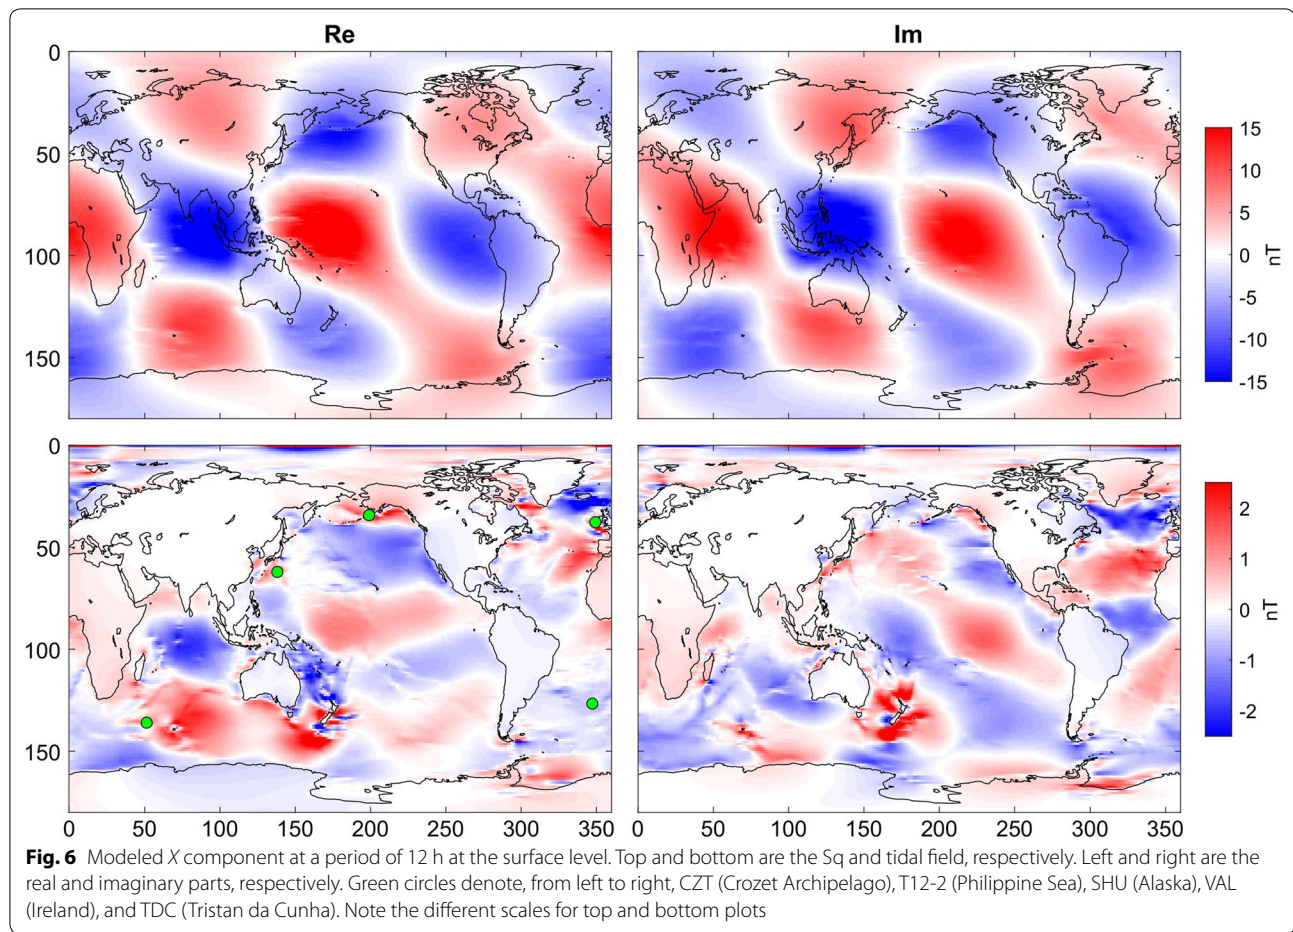 Re
Im
0
50
100
150
15
10
5
0
-5
-10
-15
nT
0
50
100
150
2
1
0
-1
-2
nT
0 50 100 150 200 250 300 350
0 50 100 150 200 250 300 350
Fig. 6 Modeled X component at a period of 12 h at the surface level. Top and bottom are the Sq and tidal field, respectively. Left and right are the
real and imaginary parts, respectively. Green circles denote, from left to right, CZT (Crozet Archipelago), T12-2 (Philippine Sea), SHU (Alaska), VAL
(Ireland), and TDC (Tristan da Cunha). Note the different scales for top and bottom plots